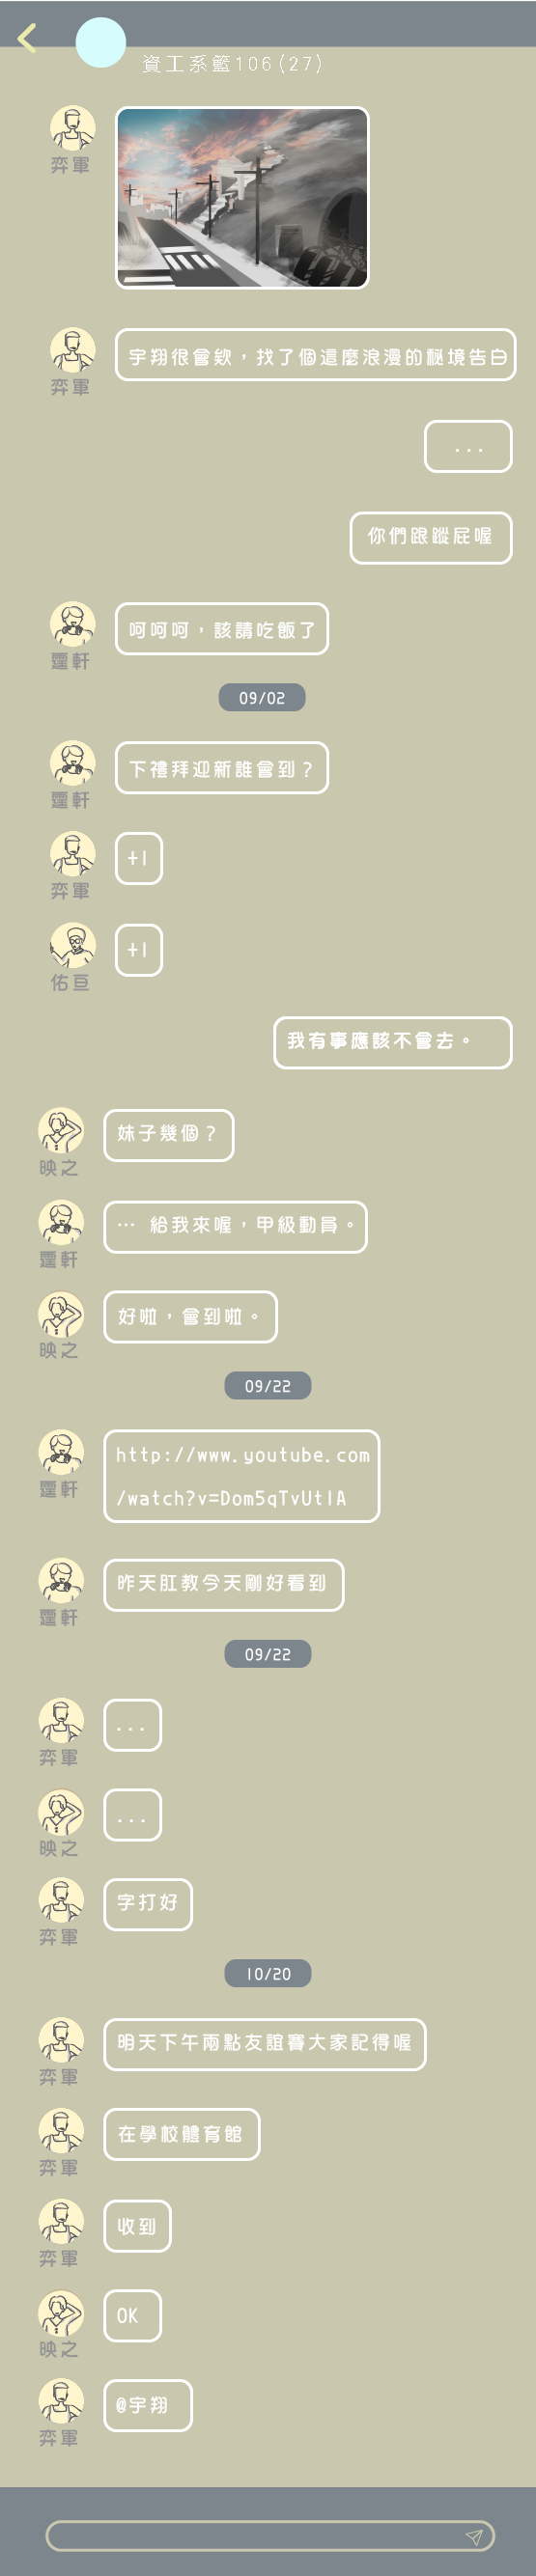 資工系籃106(27)
弈軍
宇翔很會欸，找了個這麼浪漫的秘境告白
弈軍
...
你們跟蹤屁喔
呵呵呵，該請吃飯了
霆軒
09/02
下禮拜迎新誰會到？
霆軒
+1
弈軍
+1
佑亘
我有事應該不會去。
妹子幾個？
映之
… 給我來喔，甲級動員。
霆軒
好啦，會到啦。
映之
09/22
http://www.youtube.com
/watch?v=Dom5qTvUt1A
霆軒
昨天肛教今天剛好看到
霆軒
09/22
...
弈軍
...
映之
字打好
弈軍
10/20
明天下午兩點友誼賽大家記得喔
弈軍
在學校體育館
弈軍
收到
弈軍
OK
映之
@宇翔
弈軍